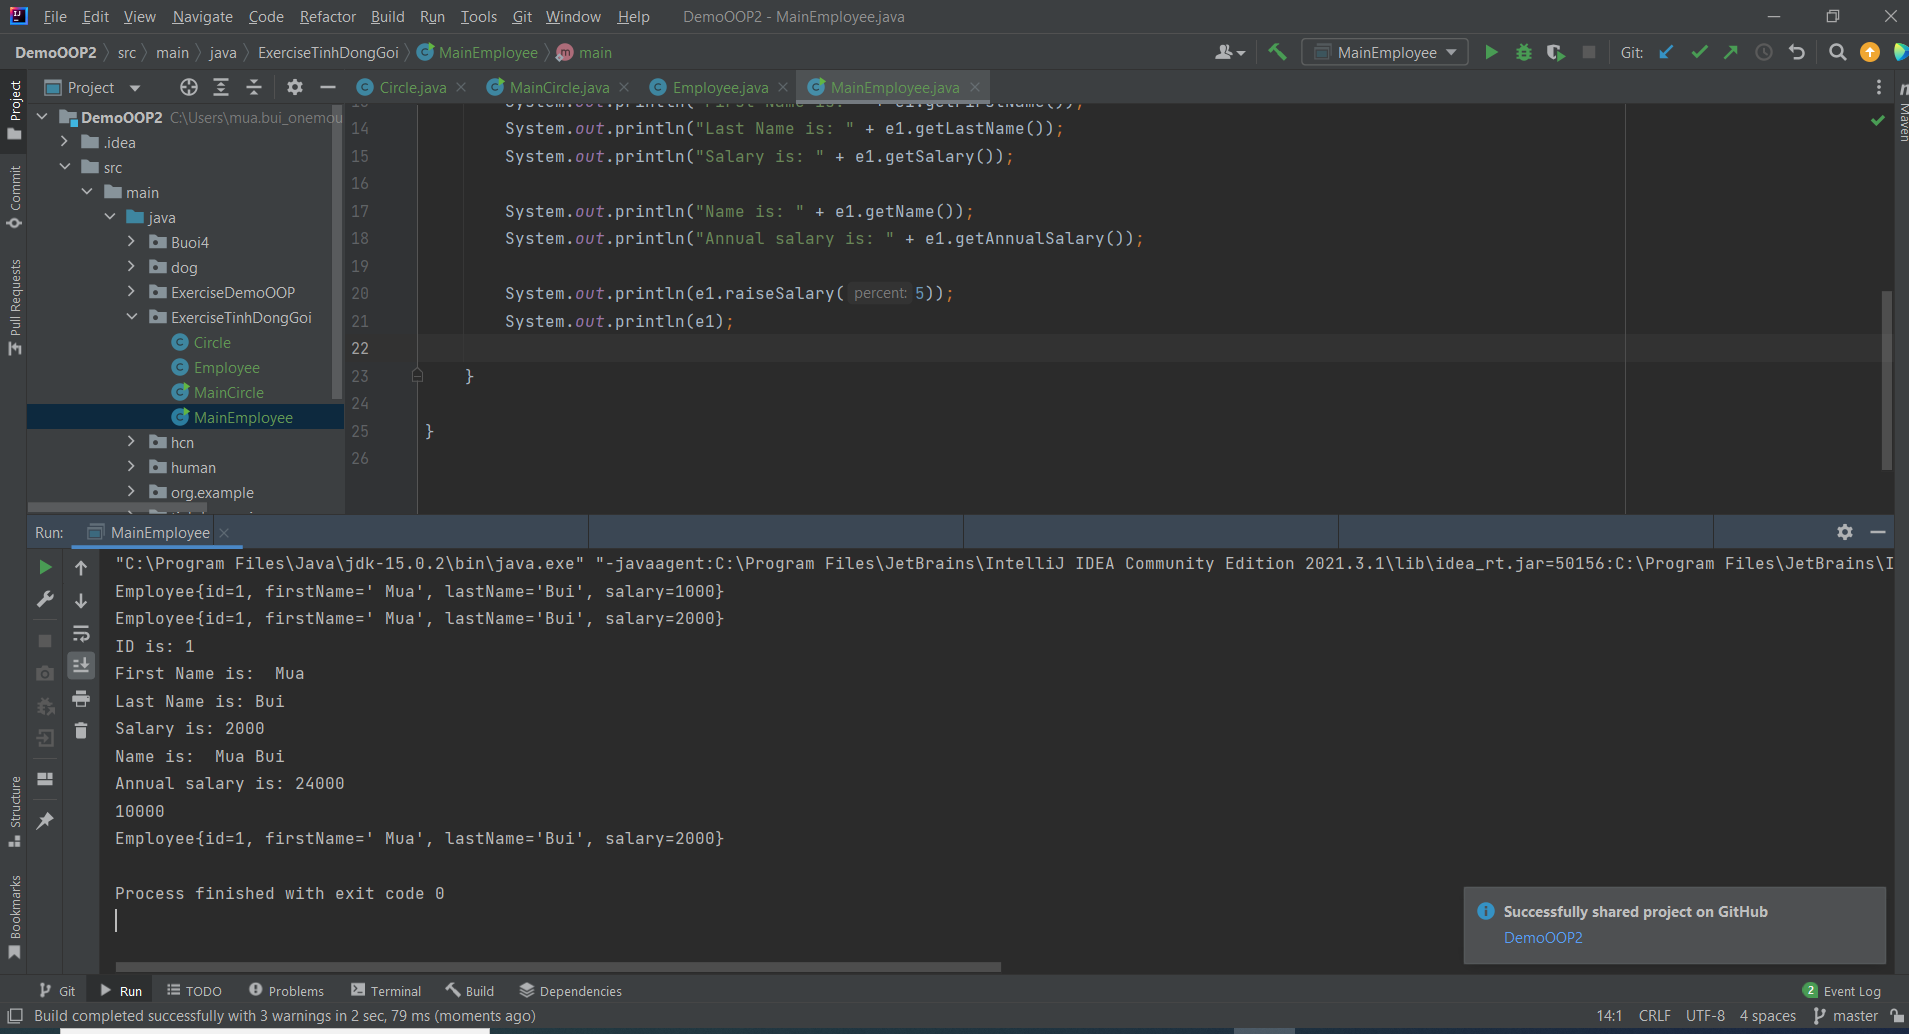 File Edit View Navigate Code Refactor Build Run Tools Git Window Help DemoOOP2 - MainEmployee.java
DemoOOP2 src main java ExerciseTinhDongGoi MainEmployee main MainEmployee Git:
Project Circle.java MainCircle.java Employee.java MainEmployee.java
Project
Commit
Pull Requests
Structure
Bookmarks
Maven
DemoOOP2 C:\Users\mua.bui_onemou
.idea
src
main
java
Buoi4
dog
ExerciseDemoOOP
ExerciseTinhDongGoi
Circle
Employee
MainCircle
MainEmployee
hcn
human
org.example
13 System.out.println("First Name is: " + e1.getFirstName());
14 System.out.println("Last Name is: " + e1.getLastName());
15 System.out.println("Salary is: " + e1.getSalary());
16
17 System.out.println("Name is: " + e1.getName());
18 System.out.println("Annual salary is: " + e1.getAnnualSalary());
19
20 System.out.println(e1.raiseSalary( percent: 5));
21 System.out.println(e1);
22
23 }
24
25 }
26
Run: MainEmployee
"C:\Program Files\Java\jdk-15.0.2\bin\java.exe" "-javaagent:C:\Program Files\JetBrains\IntelliJ IDEA Community Edition 2021.3.1\lib\idea_rt.jar=50156:C:\Program Files\JetBrains\I
Employee{id=1, firstName=' Mua', lastName='Bui', salary=1000}
Employee{id=1, firstName=' Mua', lastName='Bui', salary=2000}
ID is: 1
First Name is:  Mua
Last Name is: Bui
Salary is: 2000
Name is:  Mua Bui
Annual salary is: 24000
10000
Employee{id=1, firstName=' Mua', lastName='Bui', salary=2000}
Process finished with exit code 0
Successfully shared project on GitHub
DemoOOP2
Git Run TODO Problems Terminal Build Dependencies 2 Event Log
Build completed successfully with 3 warnings in 2 sec, 79 ms (moments ago) 14:1 CRLF UTF-8 4 spaces master